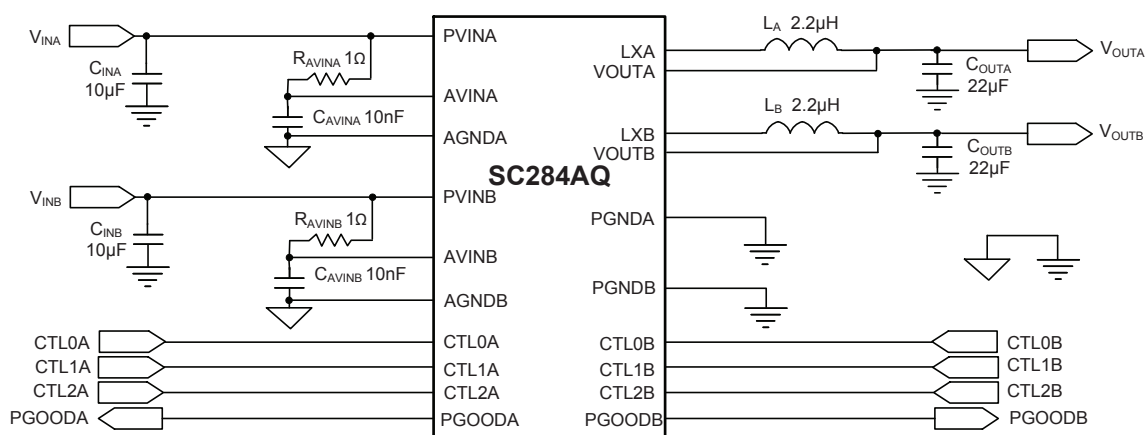 VINA
CINA
10µF
RAVINA 1Ω
CAVINA 10nF
PVINA
AVINA
AGNDA
VINB
CINB
10µF
RAVINB 1Ω
CAVINB 10nF
PVINB
AVINB
AGNDB
CTL0A
CTL1A
CTL2A
PGOODA
CTL0A
CTL1A
CTL2A
PGOODA
SC284AQ
LXA
VOUTA
LXB
VOUTB
PGNDA
PGNDB
CTL0B
CTL1B
CTL2B
PGOODB
LA 2.2µH
COUTA
22µF
VOUTA
LB 2.2µH
COUTB
22µF
VOUTB
CTL0B
CTL1B
CTL2B
PGOODB